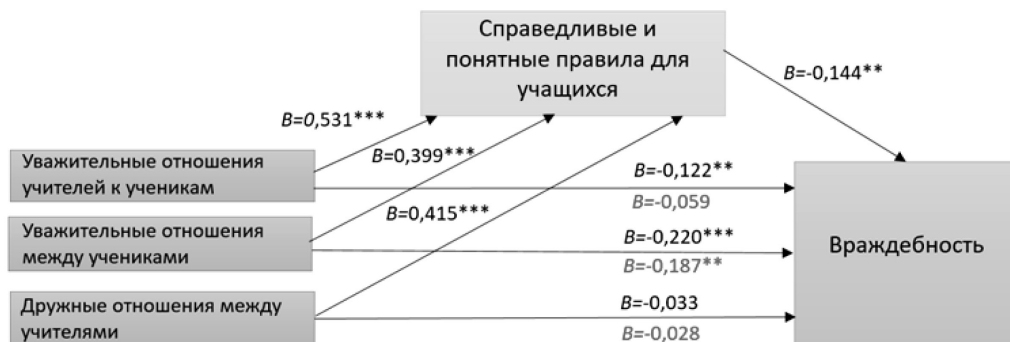 Справедливые и
понятные правила для
учащихся
B=-0,144**
B=0,531***
Уважительные отношения
учителей к ученикам
B=0,399***
B=-0,122**
B=-0,059
B=0,415***
Уважительные отношения
между учениками
B=-0,220***
B=-0,187**
Враждебность
Дружные отношения между
учителями
B=-0,033
B=-0,028